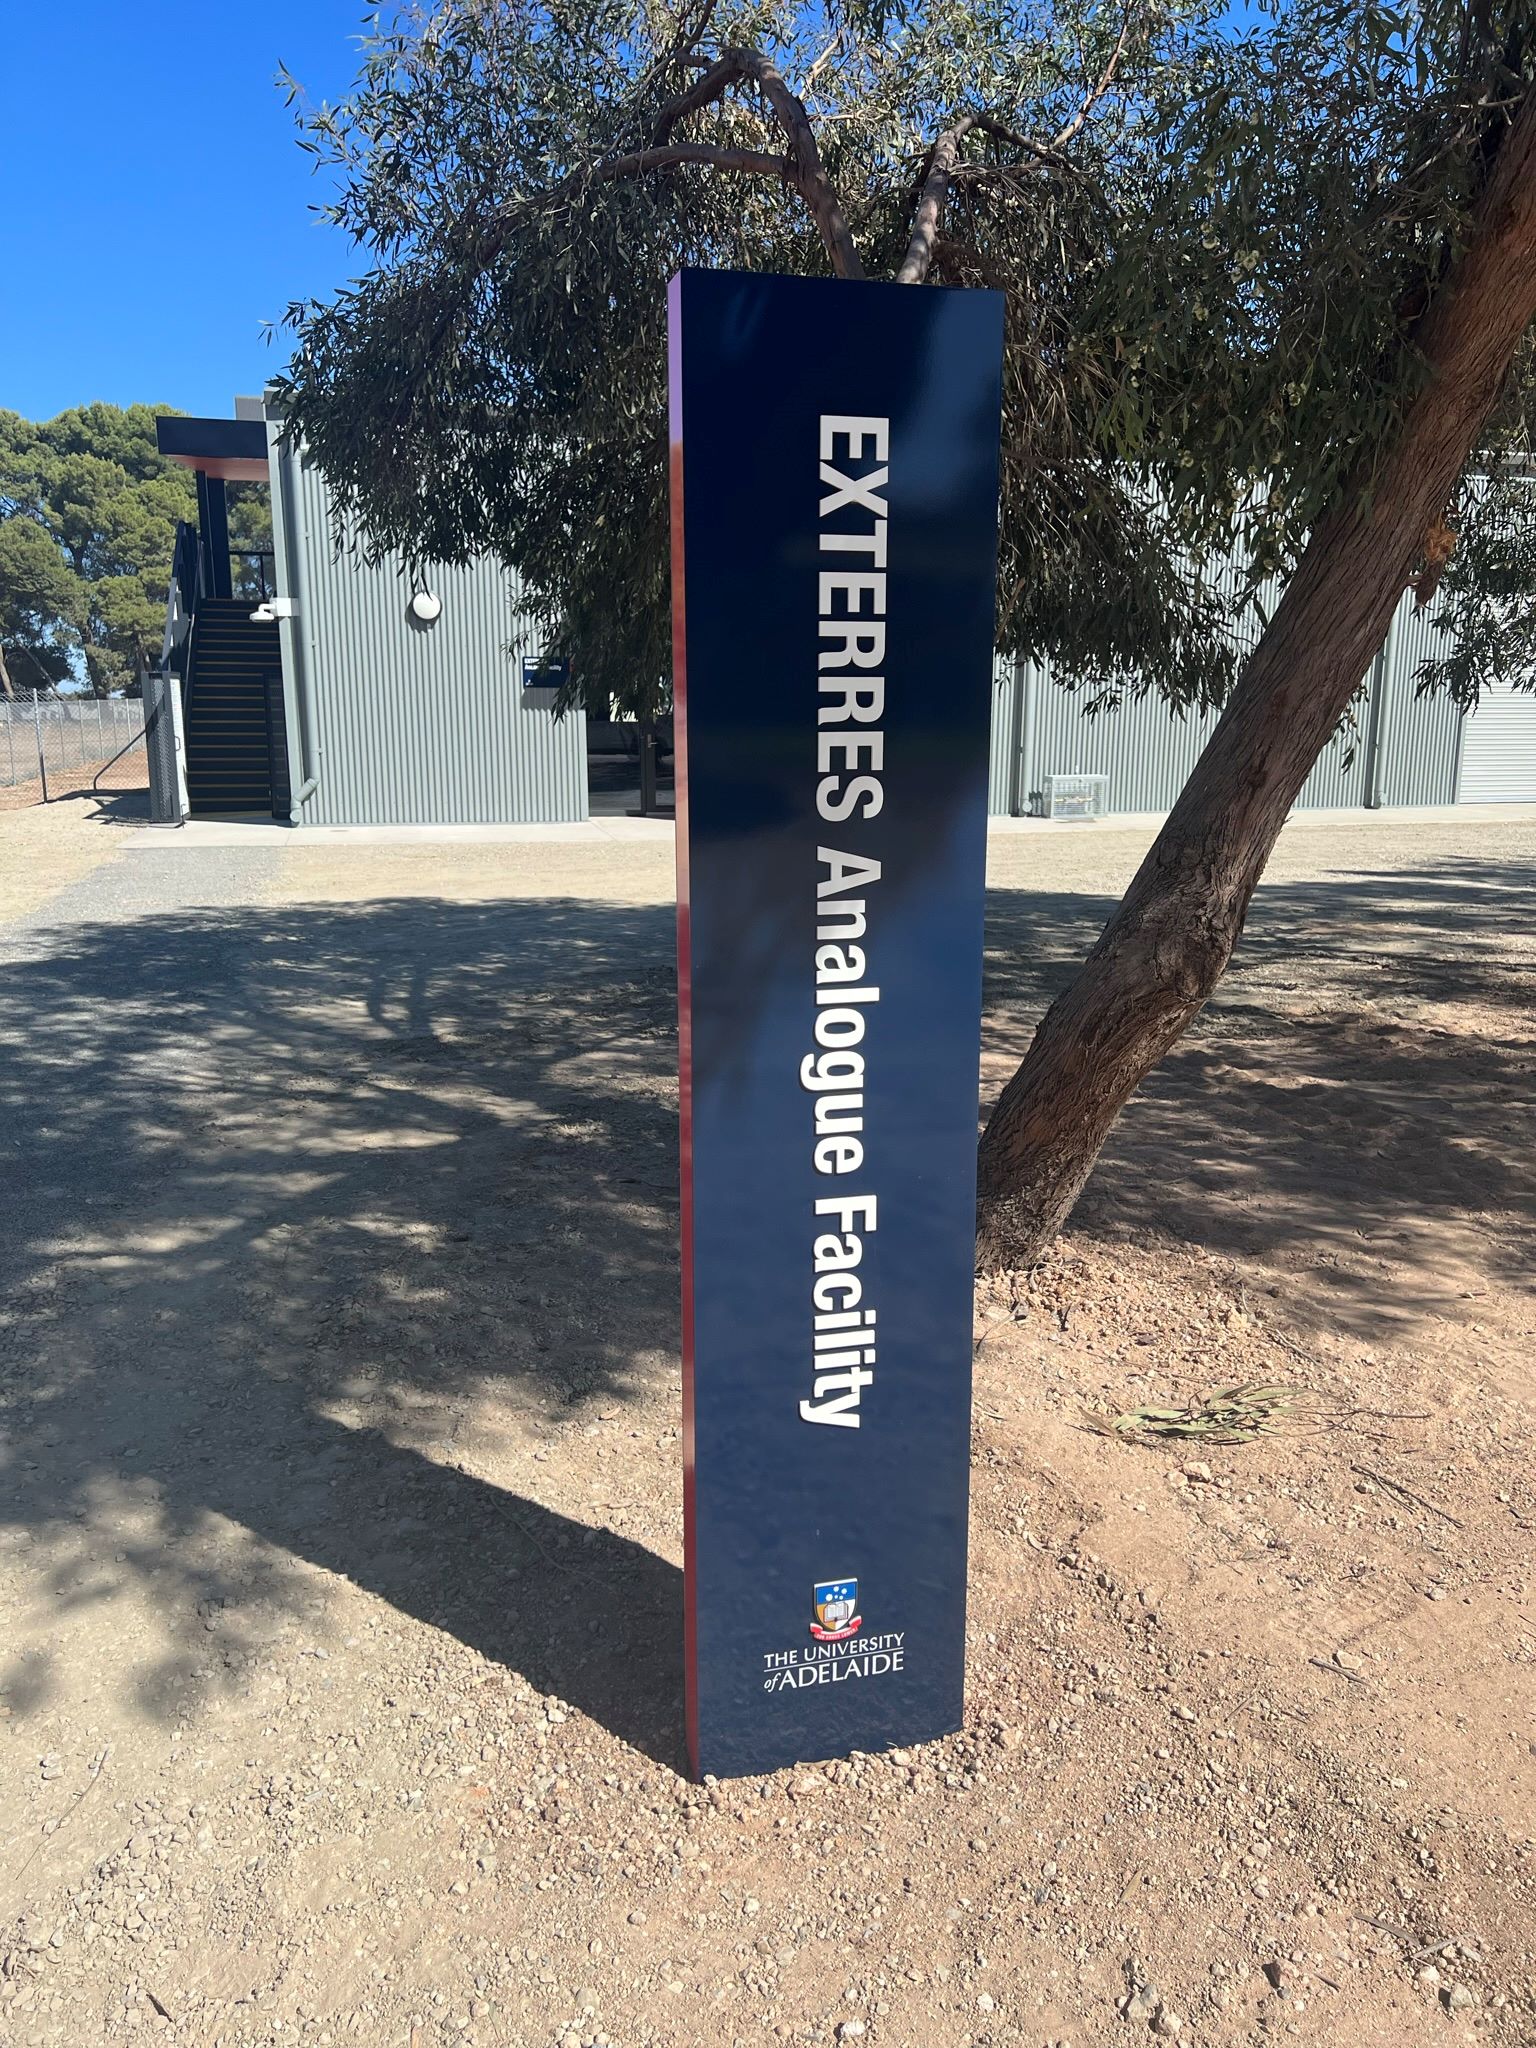 EXTERRES Analogue Facility
THE UNIVERSITY
of ADELAIDE